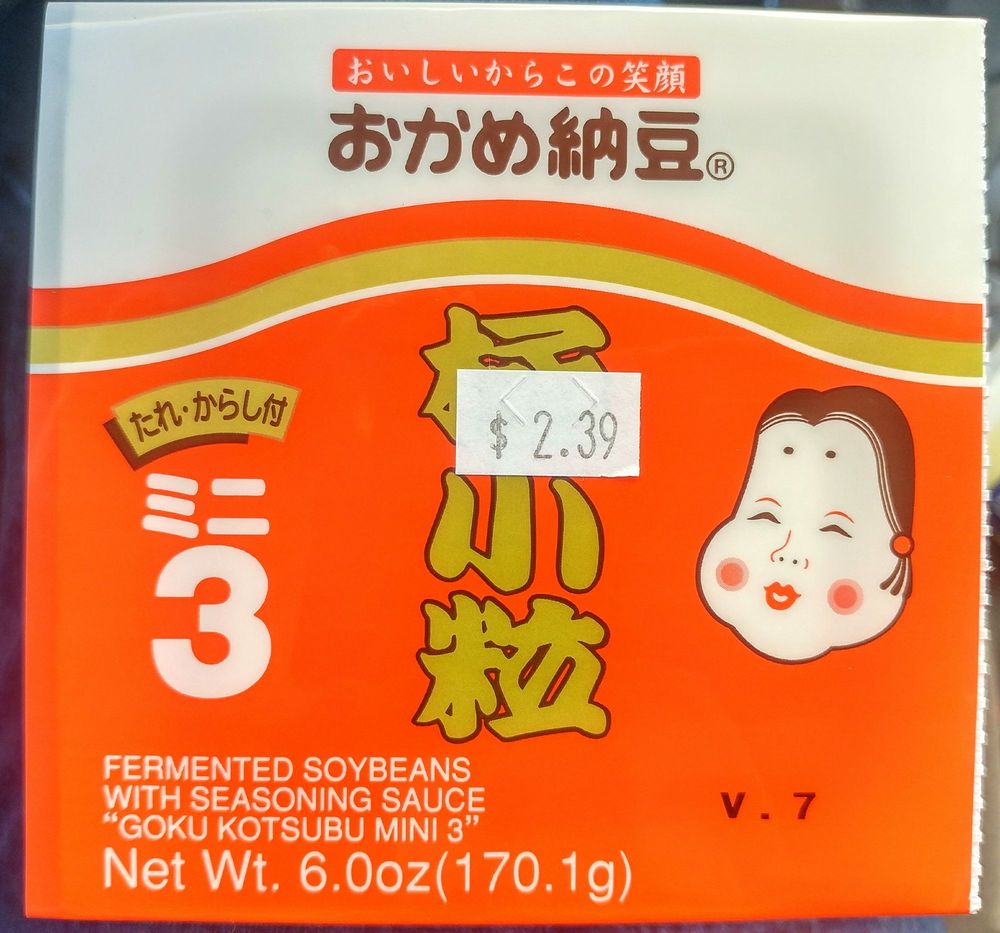 おいしいからこの笑顔
おかめ納豆®
たれ・からし付
ミニ
3
$ 2.39
小粒
V. 7
FERMENTED SOYBEANS
WITH SEASONING SAUCE
“GOKU KOTSUBU MINI 3”
Net Wt. 6.0oz(170.1g)